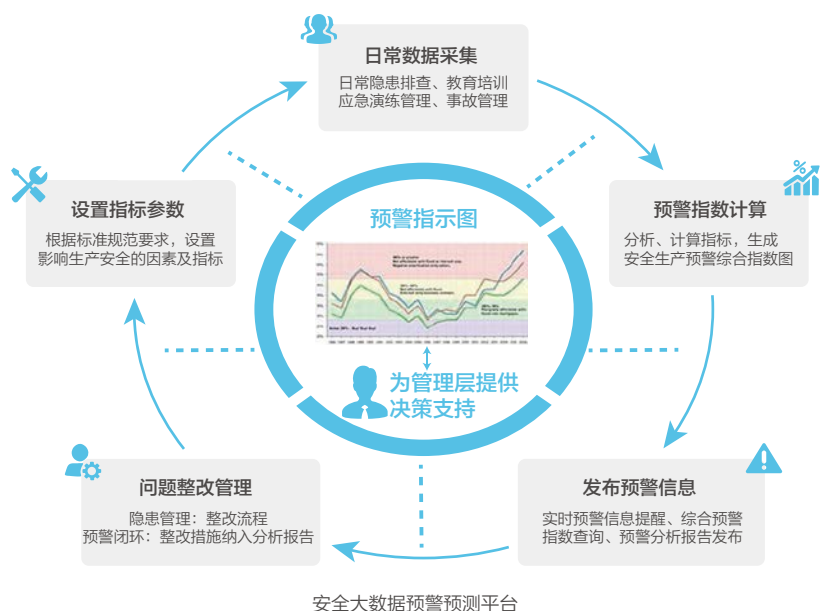 日常数据采集
日常隐患排查、教育培训
应急演练管理、事故管理
设置指标参数
根据标准规范要求，设置
影响生产安全的因素及指标
%
预警指数计算
分析、计算指标，生成
安全生产预警综合指数图
预警指示图
为管理层提供
决策支持
问题整改管理
隐患管理：整改流程
预警闭环：整改措施纳入分析报告
发布预警信息
实时预警信息提醒、综合预警
指数查询、预警分析报告发布
安全大数据预警预测平台